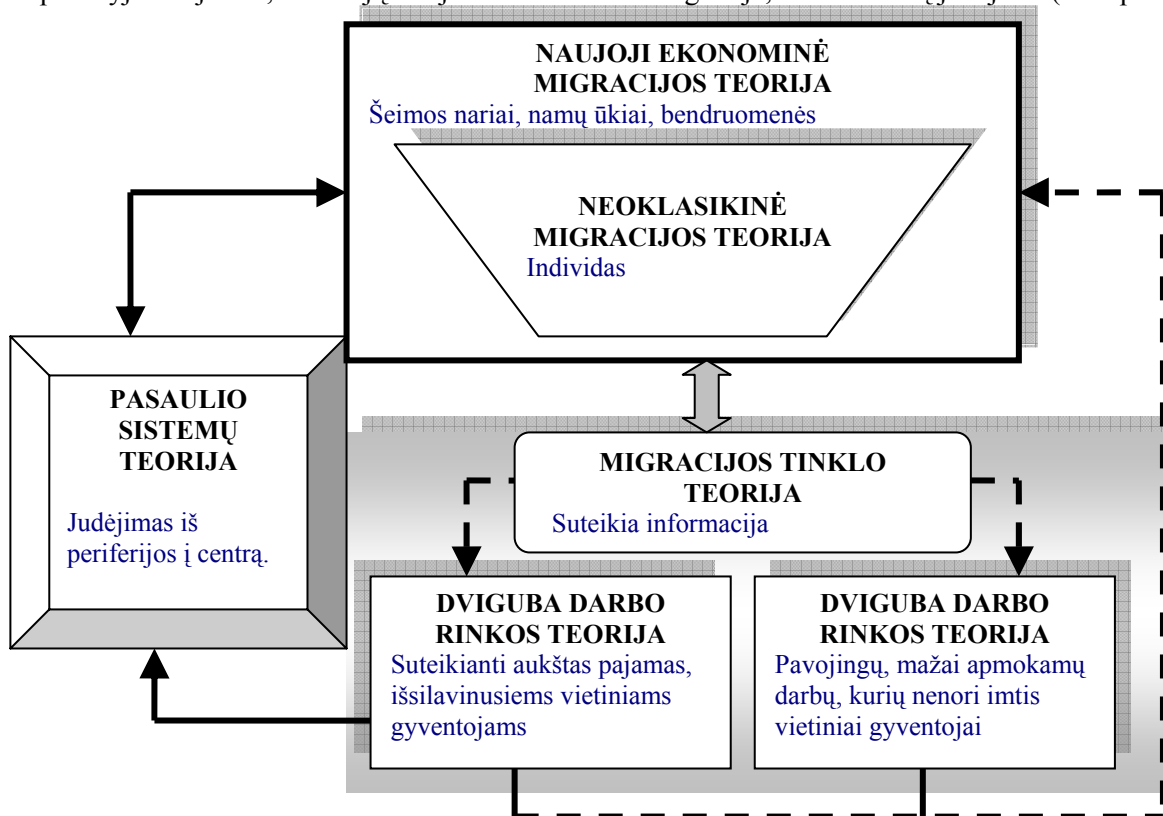 NAUJOJI EKONOMINĖ
MIGRACIJOS TEORIJA
Šeimos nariai, namų ūkiai, bendruomenės
NEOKLASIKINĖ
MIGRACIJOS TEORIJA
Individas
PASAULIO
SISTEMŲ
TEORIJA
Judėjimas iš
periferijos į centrą.
MIGRACIJOS TINKLO
TEORIJA
Suteikia informacija
DVIGUBA DARBO
RINKOS TEORIJA
Suteikianti aukštas pajamas,
išsilavinusiems vietiniams
gyventojams
DVIGUBA DARBO
RINKOS TEORIJA
Pavojingų, mažai apmokamų
darbų, kurių nenori imtis
vietiniai gyventojai